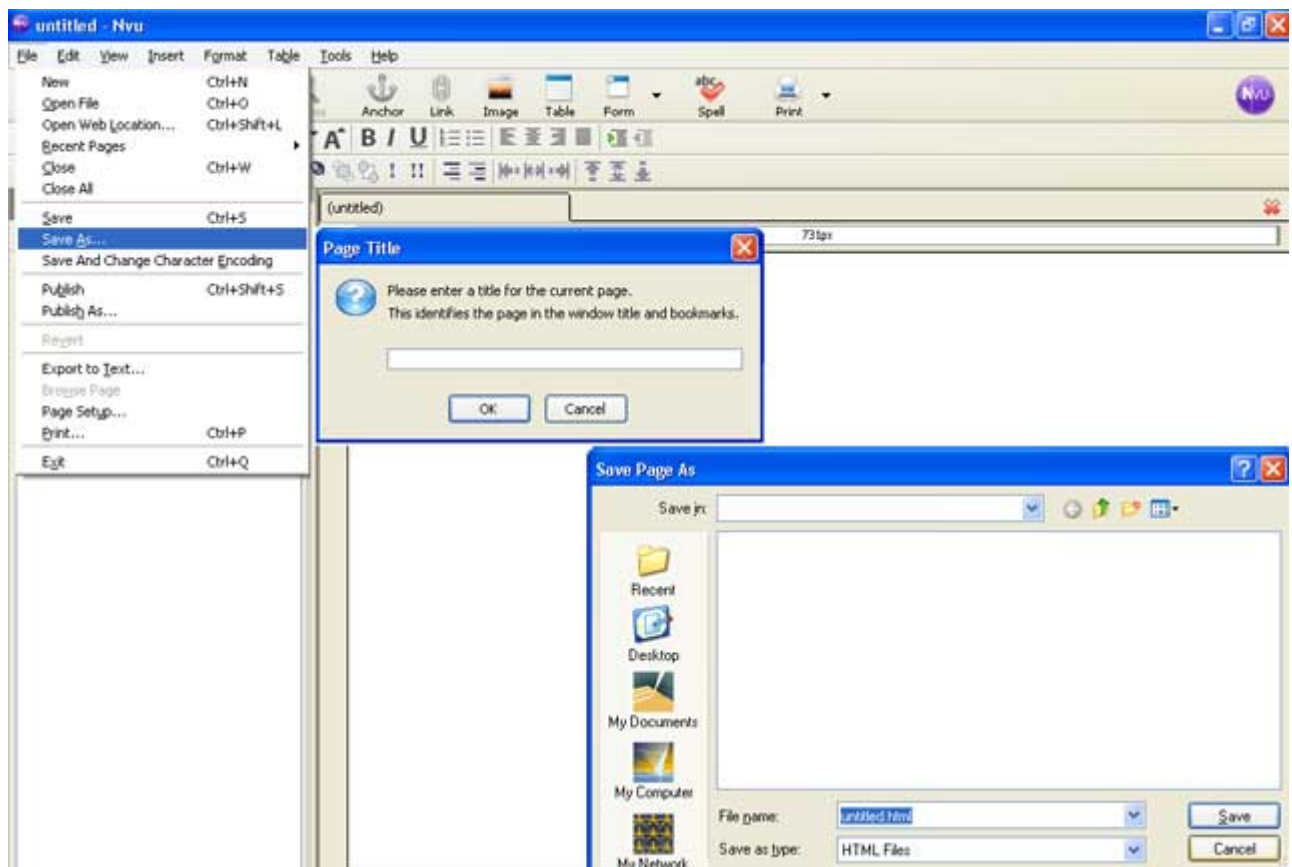 untitled - Nvu
File Edit View Insert Format Table Tools Help
New Ctrl+N
Open File Ctrl+O
Open Web Location... Ctrl+Shift+L
Recent Pages
Close Ctrl+W
Close All
Save Ctrl+S
Save As...
Save And Change Character Encoding
Publish Ctrl+Shift+S
Publish As...
Revert
Export to Text...
Browse Page
Page Setup...
Print... Ctrl+P
Exit Ctrl+Q
Anchor Link Image Table Form Spell Print
NVU
A B I U
(untitled)
731px
Page Title
Please enter a title for the current page.
This identifies the page in the window title and bookmarks.
OK Cancel
Save Page As
Save in:
Recent
Desktop
My Documents
My Computer
My Network
File name: untitled.html Save
Save as type: HTML Files Cancel